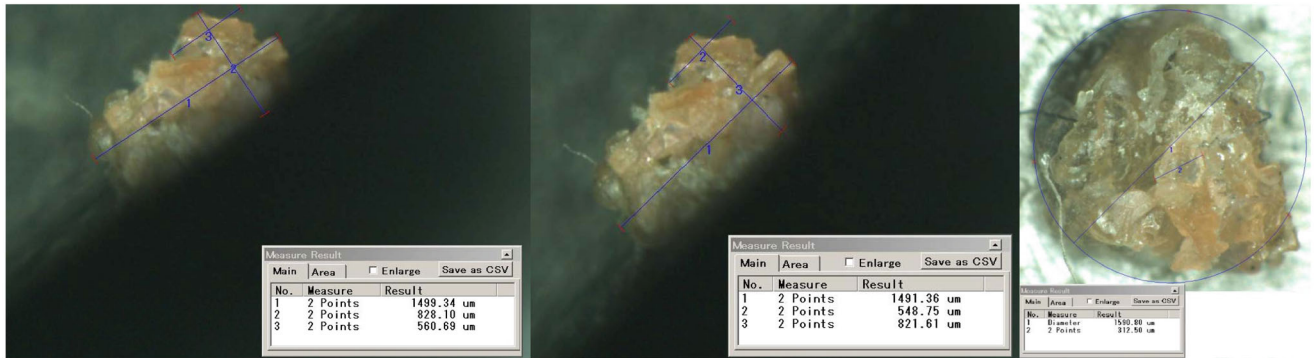 3
2
1
2
3
1
1
2
Measure Result
Main Area Enlarge Save as CSV
No. Measure Result
1 2 Points 1499.34 um
2 2 Points 828.10 um
3 2 Points 560.69 um
Measure Result
Main Area Enlarge Save as CSV
No. Measure Result
1 2 Points 1491.36 um
2 2 Points 548.75 um
3 2 Points 821.61 um
Measure Result
Main Area Enlarge Save as CSV
No. Measure Result
1 Diameter 1590.80 um
2 2 Points 312.50 um